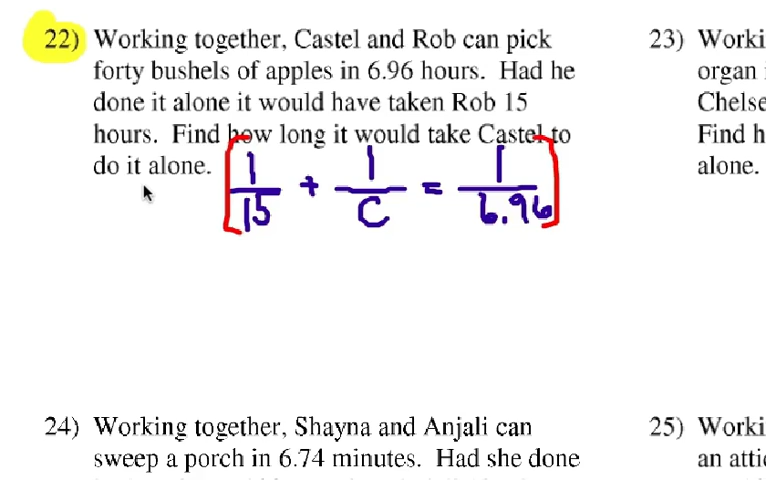 22) Working together, Castel and Rob can pick
forty bushels of apples in 6.96 hours. Had he
done it alone it would have taken Rob 15
hours. Find how long it would take Castel to
do it alone.
[1/15 + 1/C = 1/6.96]
23) Worki
organ i
Chelse
Find h
alone.
24) Working together, Shayna and Anjali can
sweep a porch in 6.74 minutes. Had she done
25) Worki
an attic